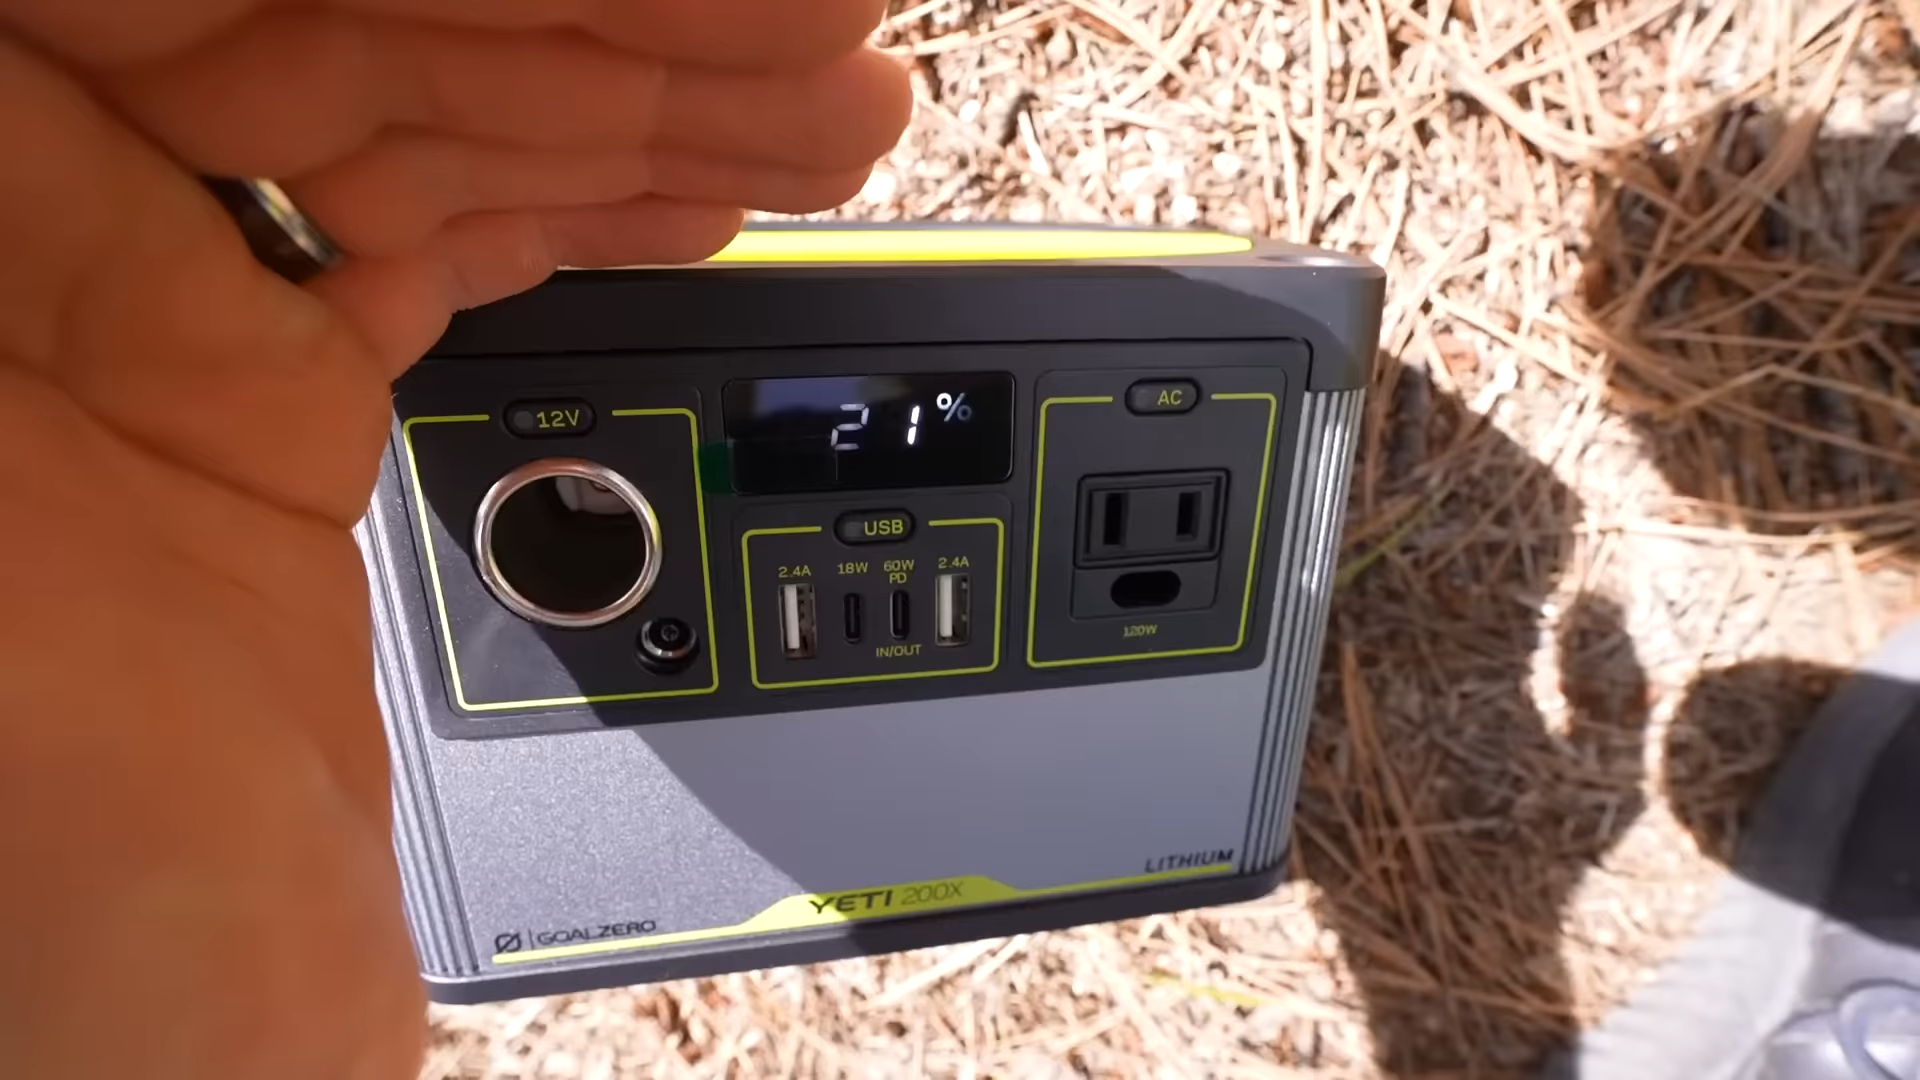 12V
21%
AC
USB
2.4A
18W
60W
PD
2.4A
IN/OUT
120W
LITHIUM
YETI 200X
GOALZERO